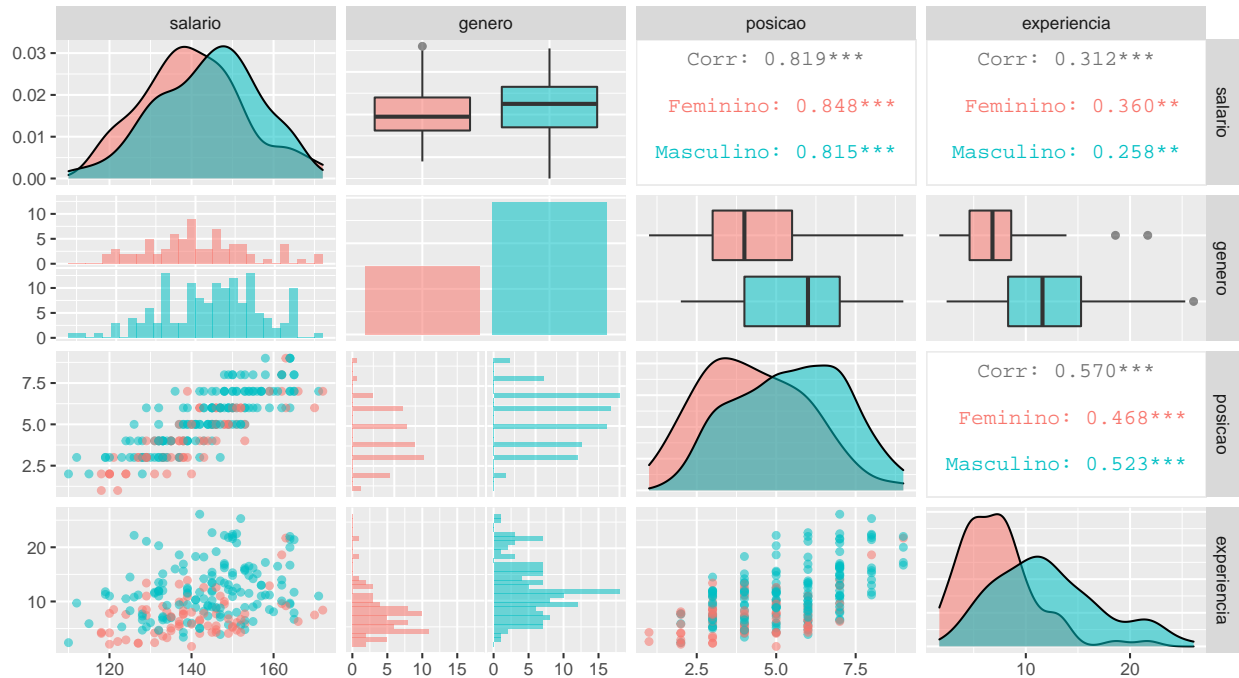 salario genero posicao experiencia
0.03
0.02
0.01
0.00
Corr: 0.819***
Feminino: 0.848***
Masculino: 0.815***
Corr: 0.312***
Feminino: 0.360**
Masculino: 0.258**
salario
10
5
0
10
5
0
genero
7.5
5.0
2.5
Corr: 0.570***
Feminino: 0.468***
Masculino: 0.523***
posicao
20
10
experiencia
120 140 160 0 5 10 15 0 5 10 15 2.5 5.0 7.5 10 20